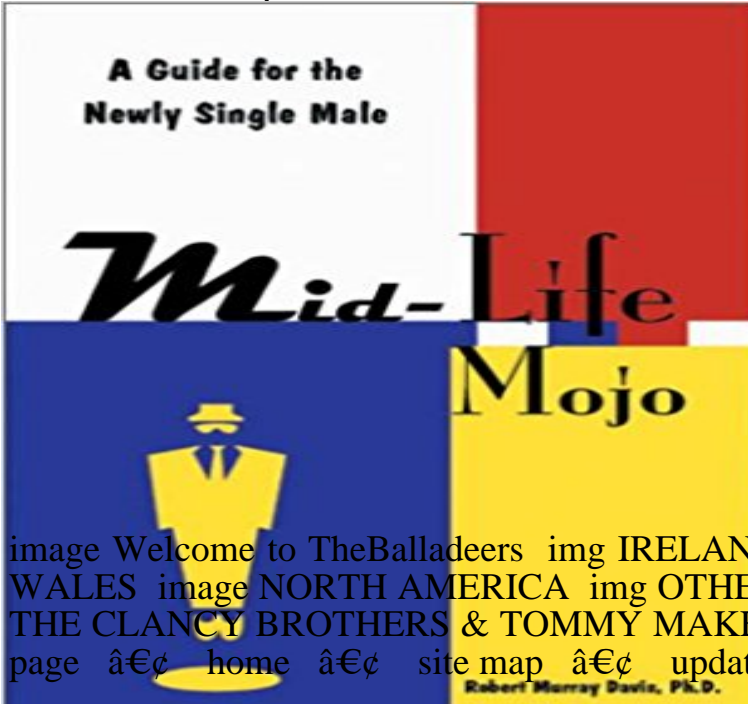 A Guide for the
Newly Single Male
Mid-Life
Mojo
image Welcome to TheBalladeers img IRELAN
WALES image NORTH AMERICA img OTHE
THE CLANCY BROTHERS & TOMMY MAKE
page • home • site map • updat
Robert Murray Davis, Ph.D.